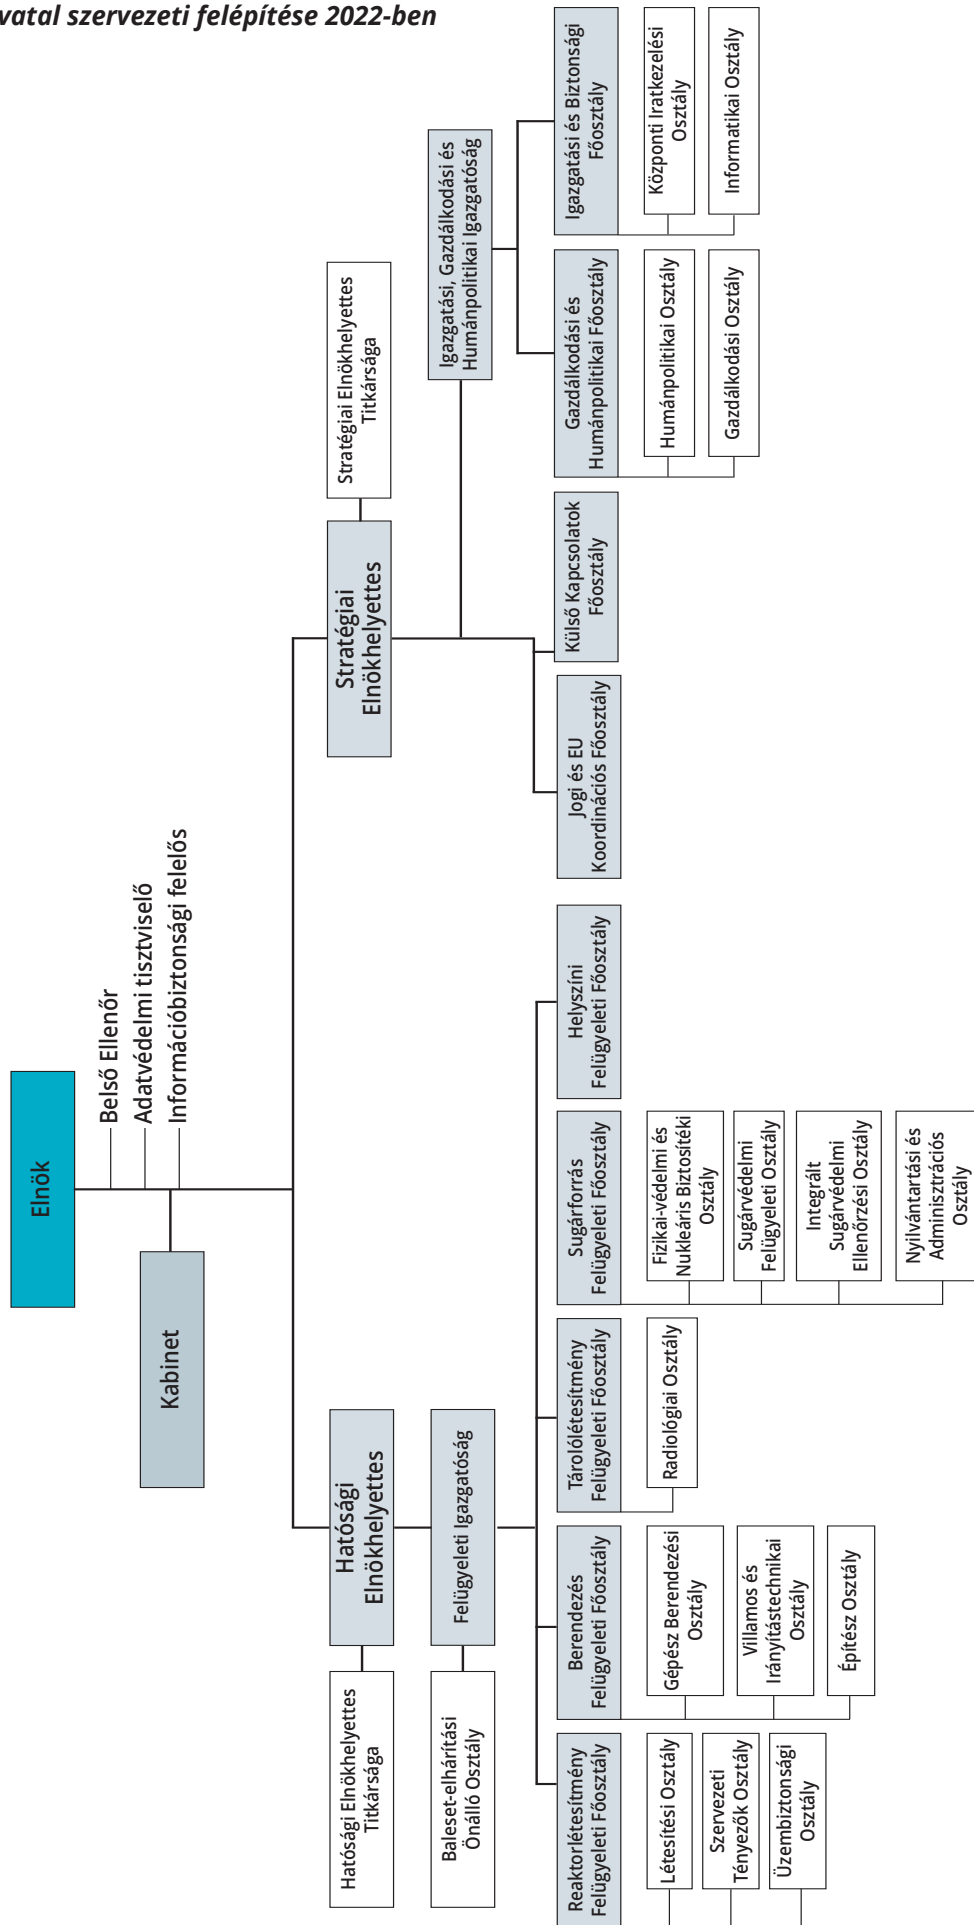 vatal szervezeti felépítése 2022-ben
Elnök
Belső Ellenőr
Adatvédelmi tisztviselő
Információbiztonsági felelős
Kabinet
Hatósági
Elnökhelyettes
Hatósági Elnökhelyettes
Titkársága
Stratégiai
Elnökhelyettes
Stratégiai Elnökhelyettes
Titkársága
Felügyeleti Igazgatóság
Baleset-elhárítási
Önálló Osztály
Igazgatási, Gazdálkodási és
Humánpolitikai Igazgatóság
Reaktorlétesítmény
Felügyeleti Főosztály
Létesítési Osztály
Szervezeti
Tényezők Osztály
Üzembiztonsági
Osztály
Berendezés
Felügyeleti Főosztály
Gépész Berendezési
Osztály
Villamos és
Irányítástechnikai
Osztály
Építész Osztály
Tárolólétesítmény
Felügyeleti Főosztály
Radiológiai Osztály
Sugárforrás
Felügyeleti Főosztály
Fizikai-védelmi és
Nukleáris Biztosítéki
Osztály
Sugárvédelmi
Felügyeleti Osztály
Integrált
Sugárvédelmi
Ellenőrzési Osztály
Nyilvántartási és
Adminisztrációs
Osztály
Helyszíni
Felügyeleti Főosztály
Jogi és EU
Koordinációs Főosztály
Külső Kapcsolatok
Főosztály
Gazdálkodási és
Humánpolitikai Főosztály
Humánpolitikai Osztály
Gazdálkodási Osztály
Igazgatási és Biztonsági
Főosztály
Központi Iratkezelési
Osztály
Informatikai Osztály